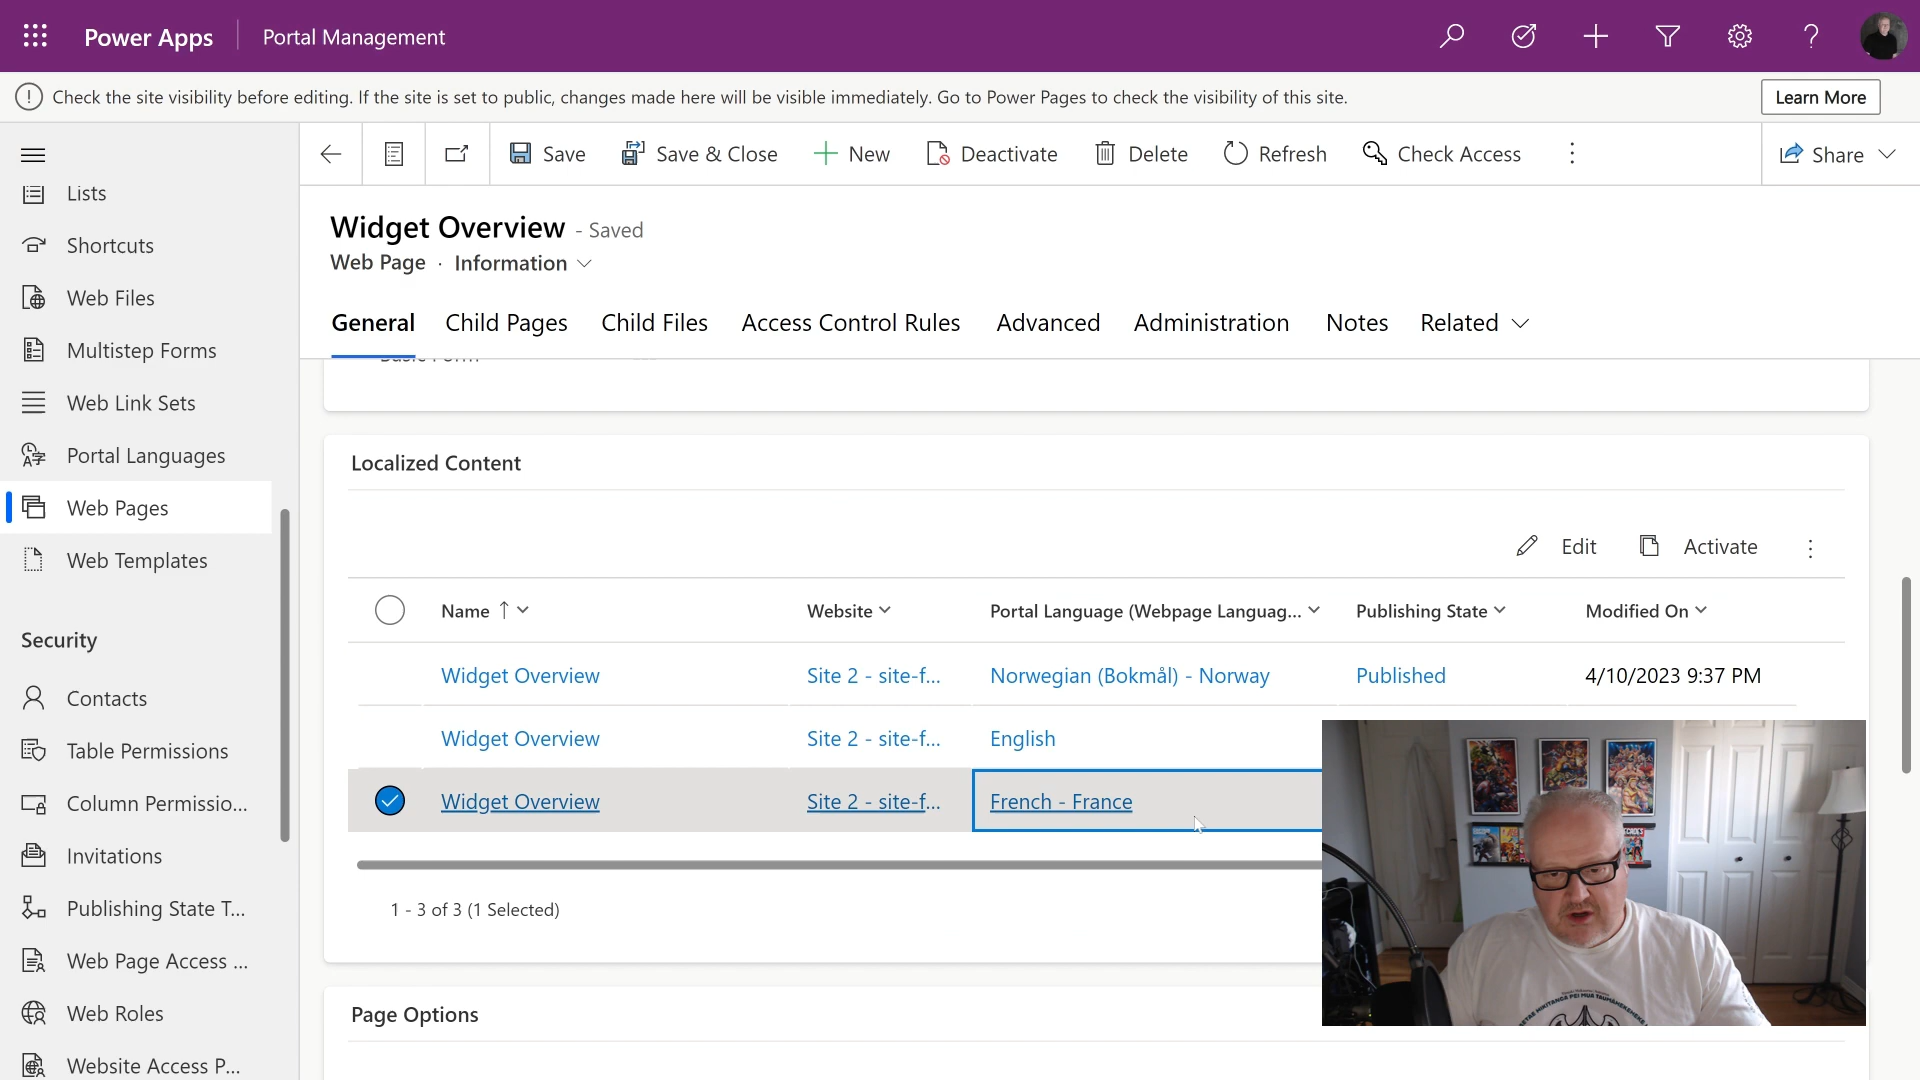 Power Apps
Portal Management
Check the site visibility before editing. If the site is set to public, changes made here will be visible immediately. Go to Power Pages to check the visibility of this site.
Learn More
Save
Save & Close
New
Deactivate
Delete
Refresh
Check Access
Share
Lists
Shortcuts
Web Files
Multistep Forms
Web Link Sets
Portal Languages
Web Pages
Web Templates
Security
Contacts
Table Permissions
Column Permissio...
Invitations
Publishing State T...
Web Page Access ...
Web Roles
Website Access P...
Widget Overview - Saved
Web Page · Information
General
Child Pages
Child Files
Access Control Rules
Advanced
Administration
Notes
Related
Basic Form
Localized Content
Edit
Activate
Name
Website
Portal Language (Webpage Languag...
Publishing State
Modified On
Widget Overview Site 2 - site-f... Norwegian (Bokmål) - Norway Published 4/10/2023 9:37 PM
Widget Overview Site 2 - site-f... English
Widget Overview Site 2 - site-f... French - France
1 - 3 of 3 (1 Selected)
Page Options